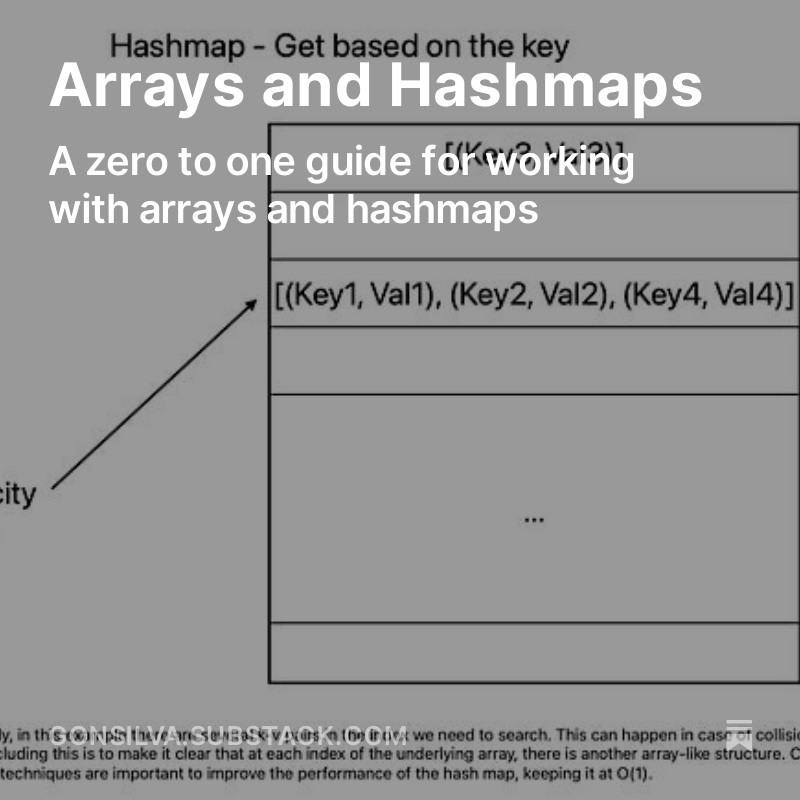 Hashmap - Get based on the key
Arrays and Hashmaps
[(Key3, Val3)]
A zero to one guide for working
with arrays and hashmaps
[(Key1, Val1), (Key2, Val2), (Key4, Val4)]
city
...
y, in this example there are several k-v pairs in the index we need to search. This can happen in case of collisio
cluding this is to make it clear that at each index of the underlying array, there is another array-like structure. C
techniques are important to improve the performance of the hash map, keeping it at O(1).
GONSILVA.SUBSTACK.COM